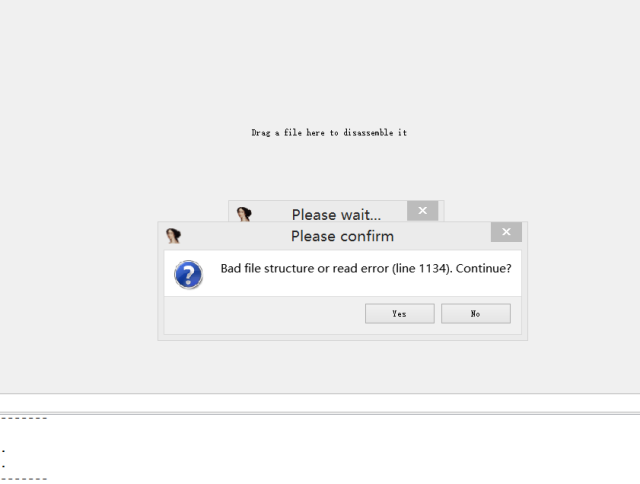 Drag a file here to disassemble it
Please wait...
Please confirm
Bad file structure or read error (line 1134). Continue?
Yes
No
-------
.
.
-------